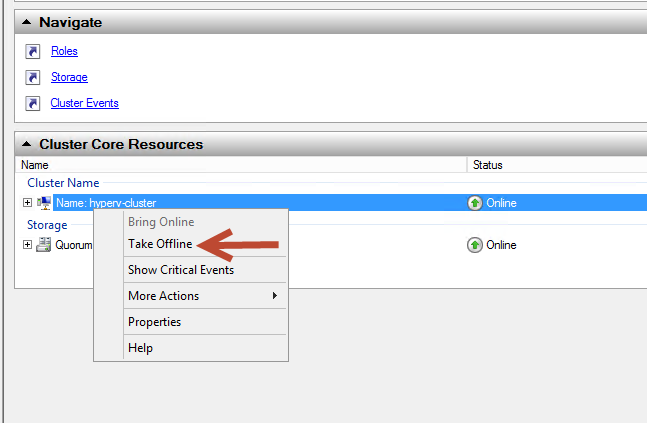 Navigate
Roles
Storage
Cluster Events
Cluster Core Resources
Name Status
Cluster Name
Name: hyperv-cluster Online
Bring Online
Storage
Take Offline
Quorum Online
Show Critical Events
More Actions
Properties
Help